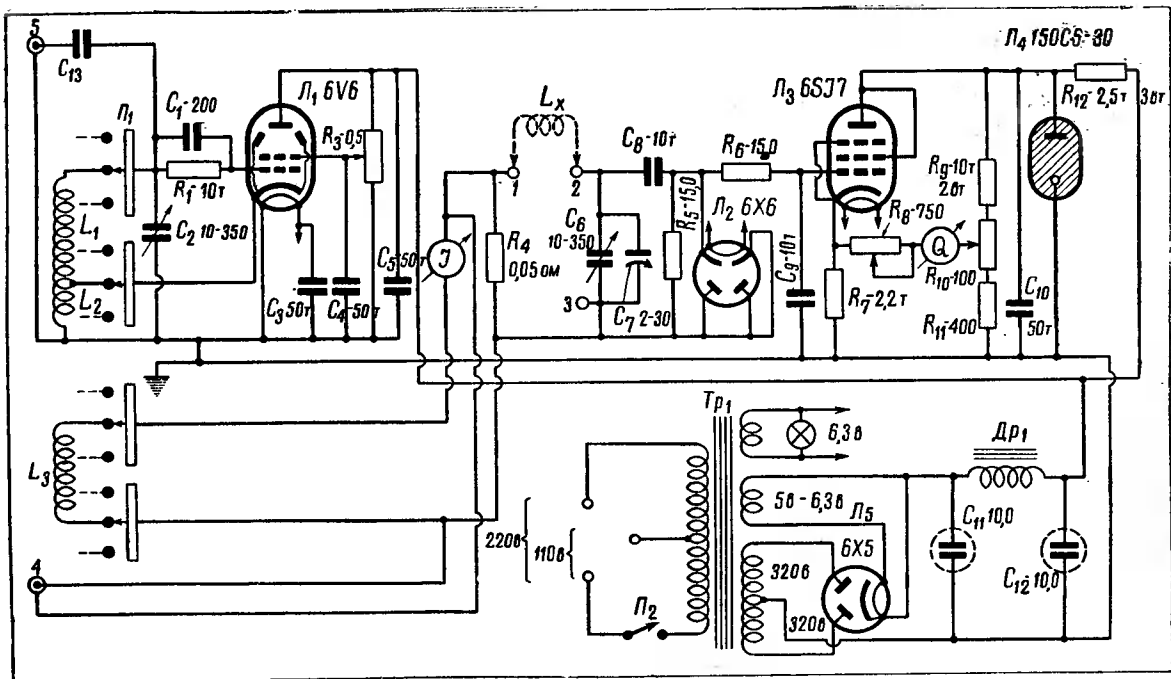 5
C13
П1
C1-200
R1-10т
Л1 6V6
R3-0,5
L1
L2
C2 10-350
C3 50т
C4-50т
C5-50т
J
R4
0,05 ом
Lx
1
2
3
C6
10-350
C7 2-30
C8-10т
R5-15,0
R6-15,0
Л2 6X6
C9-10т
Л3 6SJ7
R7-2,2т
R8-750
Q
R9-10т
2вт
R10-100
R11-400
C10
50т
Л4 150C5-30
R12-2,5т
3вт
L3
4
220в
110в
П2
Тр1
6,3в
5в-6,3в
Л5
6X5
320в
320в
Др1
C11 10,0
C12-10,0